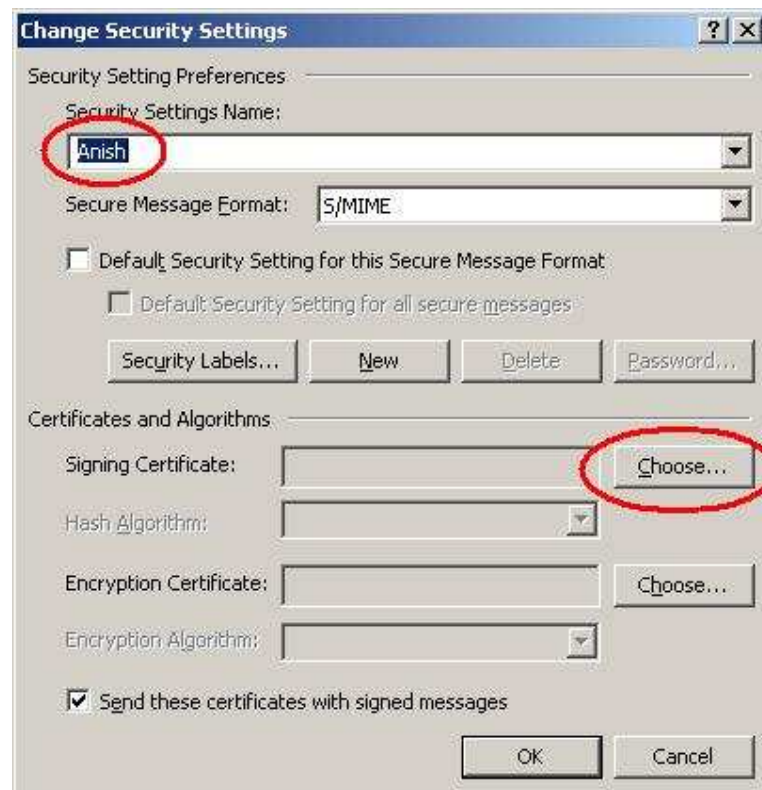 Change Security Settings
Security Setting Preferences
Security Settings Name:
Anish
Secure Message Format: S/MIME
Default Security Setting for this Secure Message Format
Default Security Setting for all secure messages
Security Labels... New Delete Password...
Certificates and Algorithms
Signing Certificate: Choose...
Hash Algorithm:
Encryption Certificate: Choose...
Encryption Algorithm:
Send these certificates with signed messages
OK Cancel